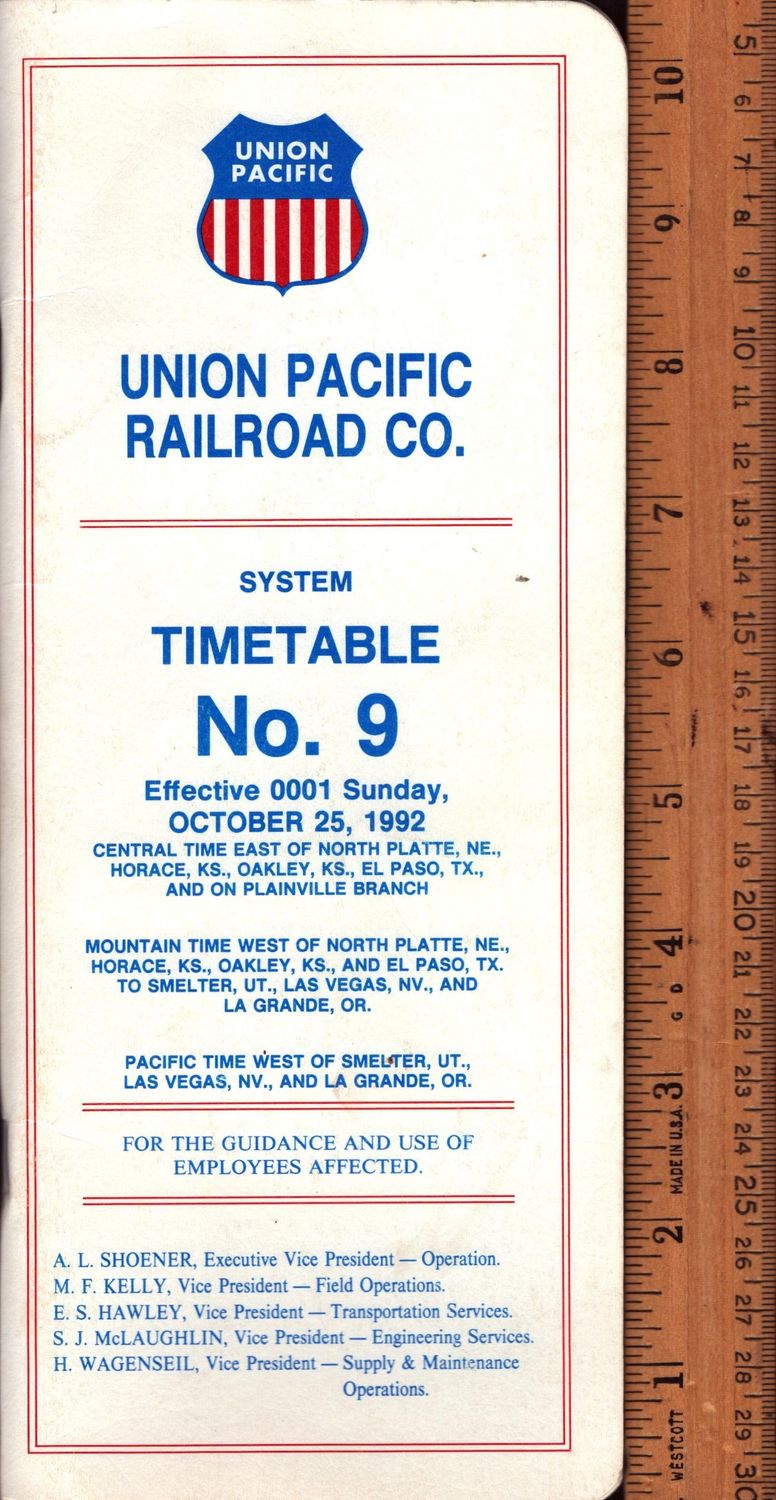 UNION
PACIFIC
UNION PACIFIC
RAILROAD CO.
SYSTEM
TIMETABLE
No. 9
Effective 0001 Sunday,
OCTOBER 25, 1992
CENTRAL TIME EAST OF NORTH PLATTE, NE.,
HORACE, KS., OAKLEY, KS., EL PASO, TX.,
AND ON PLAINVILLE BRANCH
MOUNTAIN TIME WEST OF NORTH PLATTE, NE.,
HORACE, KS., OAKLEY, KS., AND EL PASO, TX.
TO SMELTER, UT., LAS VEGAS, NV., AND
LA GRANDE, OR.
PACIFIC TIME WEST OF SMELTER, UT.,
LAS VEGAS, NV., AND LA GRANDE, OR.
FOR THE GUIDANCE AND USE OF
EMPLOYEES AFFECTED.
A. L. SHOENER, Executive Vice President — Operation.
M. F. KELLY, Vice President — Field Operations.
E. S. HAWLEY, Vice President — Transportation Services.
S. J. McLAUGHLIN, Vice President — Engineering Services.
H. WAGENSEIL, Vice President — Supply & Maintenance
Operations.
WESTCOTT 1 2 MADE IN U.S.A. 3 G D 4 5 6 7 8 9 10
30 29 28 27 26 25 24 23 22 21 20 19 18 17 16 15 14 13 12 11 10 9 8 7 6 5